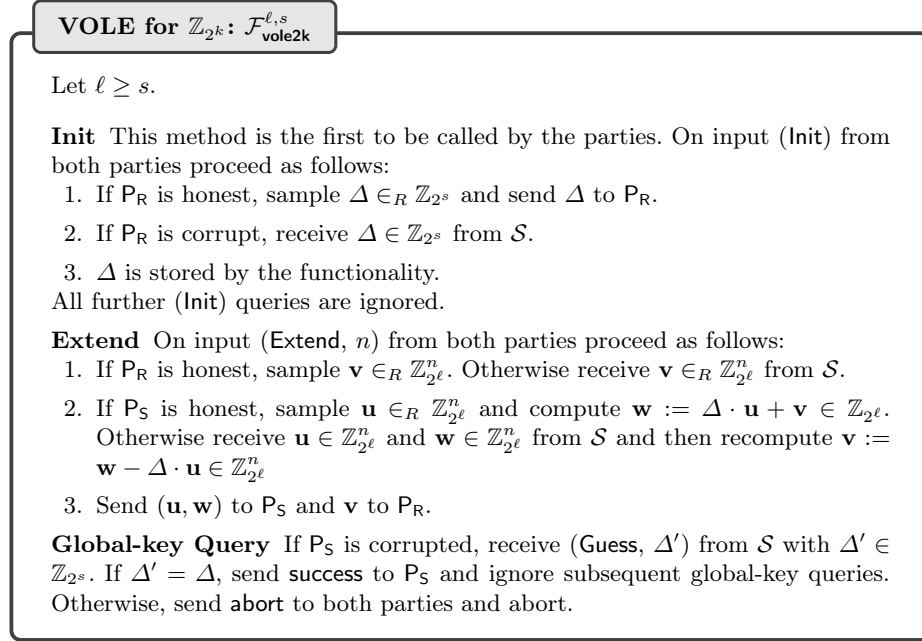 VOLE for ℤ_{2^k}: 𝓕^{ℓ,s}_{vole2k}
Let ℓ ≥ s.
Init This method is the first to be called by the parties. On input (Init) from
both parties proceed as follows:
1. If P_R is honest, sample Δ ∈_R ℤ_{2^s} and send Δ to P_R.
2. If P_R is corrupt, receive Δ ∈ ℤ_{2^s} from 𝒮.
3. Δ is stored by the functionality.
All further (Init) queries are ignored.
Extend On input (Extend, n) from both parties proceed as follows:
1. If P_R is honest, sample v ∈_R ℤ^n_{2^ℓ}. Otherwise receive v ∈_R ℤ^n_{2^ℓ} from 𝒮.
2. If P_S is honest, sample u ∈_R ℤ^n_{2^ℓ} and compute w := Δ · u + v ∈ ℤ_{2^ℓ}.
Otherwise receive u ∈ ℤ^n_{2^ℓ} and w ∈ ℤ^n_{2^ℓ} from 𝒮 and then recompute v :=
w − Δ · u ∈ ℤ^n_{2^ℓ}
3. Send (u, w) to P_S and v to P_R.
Global-key Query If P_S is corrupted, receive (Guess, Δ′) from 𝒮 with Δ′ ∈
ℤ_{2^s}. If Δ′ = Δ, send success to P_S and ignore subsequent global-key queries.
Otherwise, send abort to both parties and abort.